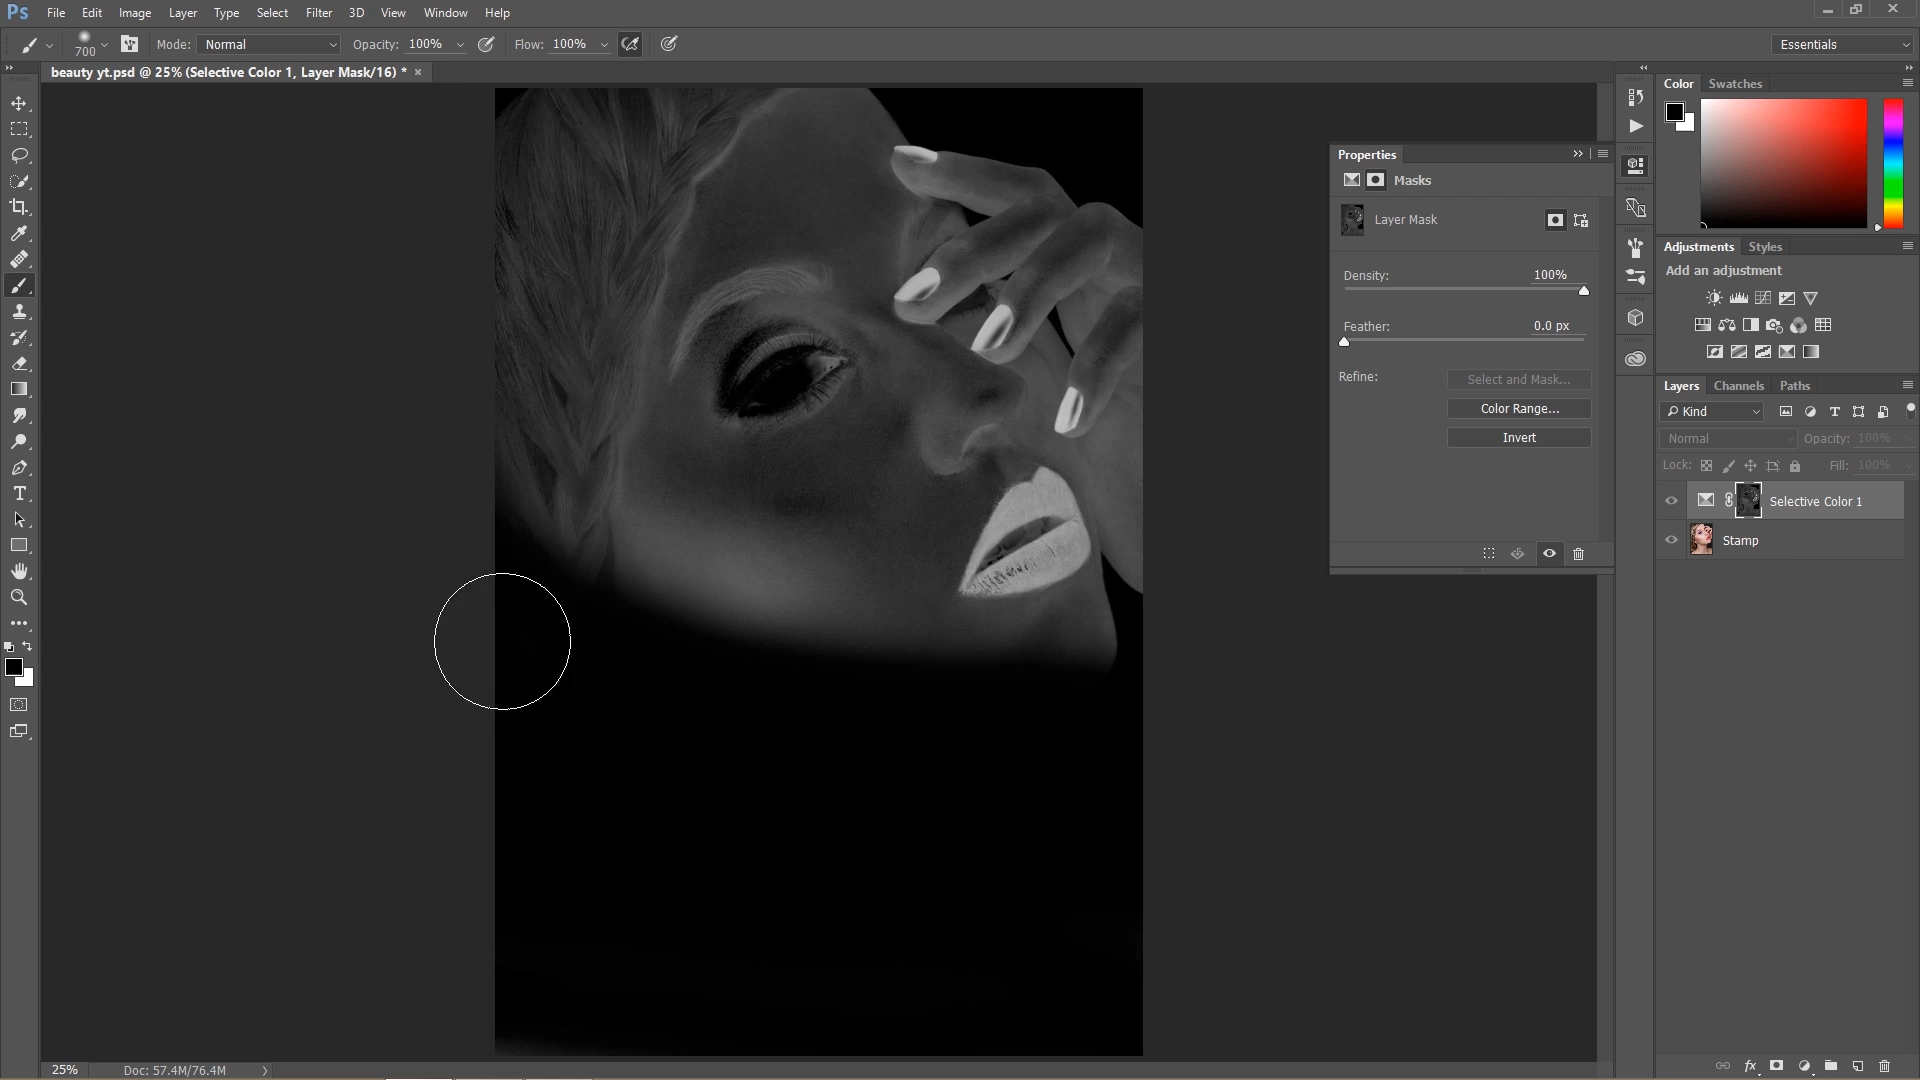 Ps File Edit Image Layer Type Select Filter 3D View Window Help
700 Mode: Normal Opacity: 100% Flow: 100% Essentials
beauty yt.psd @ 25% (Selective Color 1, Layer Mask/16) * ×
Color Swatches
Properties
Masks
Layer Mask
Density: 100%
Feather: 0.0 px
Refine: Select and Mask...
Color Range...
Invert
Adjustments Styles
Add an adjustment
Layers Channels Paths
Kind
Normal Opacity: 100%
Lock: Fill: 100%
Selective Color 1
Stamp
25% Doc: 57.4M/76.4M